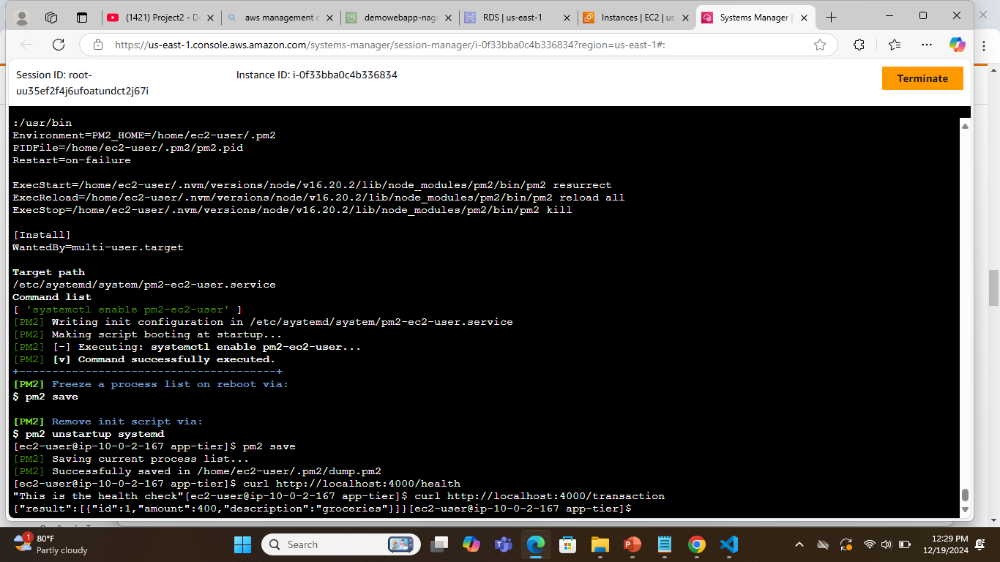 (1421) Project2 - De
aws management c
demowebapp-naga
RDS | us-east-1
Instances | EC2 | us
Systems Manager |
https://us-east-1.console.aws.amazon.com/systems-manager/session-manager/i-0f33bba0c4b336834?region=us-east-1#:
Session ID: root-
uu35ef2f4j6ufoatundct2j67i
Instance ID: i-0f33bba0c4b336834
Terminate
:/usr/bin
Environment=PM2_HOME=/home/ec2-user/.pm2
PIDFile=/home/ec2-user/.pm2/pm2.pid
Restart=on-failure
ExecStart=/home/ec2-user/.nvm/versions/node/v16.20.2/lib/node_modules/pm2/bin/pm2 resurrect
ExecReload=/home/ec2-user/.nvm/versions/node/v16.20.2/lib/node_modules/pm2/bin/pm2 reload all
ExecStop=/home/ec2-user/.nvm/versions/node/v16.20.2/lib/node_modules/pm2/bin/pm2 kill
[Install]
WantedBy=multi-user.target
Target path
/etc/systemd/system/pm2-ec2-user.service
Command list
[ 'systemctl enable pm2-ec2-user' ]
[PM2] Writing init configuration in /etc/systemd/system/pm2-ec2-user.service
[PM2] Making script booting at startup...
[PM2] [-] Executing: systemctl enable pm2-ec2-user...
[PM2] [v] Command successfully executed.
+---------------------------------------+
[PM2] Freeze a process list on reboot via:
$ pm2 save
[PM2] Remove init script via:
$ pm2 unstartup systemd
[ec2-user@ip-10-0-2-167 app-tier]$ pm2 save
[PM2] Saving current process list...
[PM2] Successfully saved in /home/ec2-user/.pm2/dump.pm2
[ec2-user@ip-10-0-2-167 app-tier]$ curl http://localhost:4000/health
"This is the health check"[ec2-user@ip-10-0-2-167 app-tier]$ curl http://localhost:4000/transaction
{"result":[{"id":1,"amount":400,"description":"groceries"}]}[ec2-user@ip-10-0-2-167 app-tier]$
1
80°F
Partly cloudy
Search
12:29 PM
12/19/2024